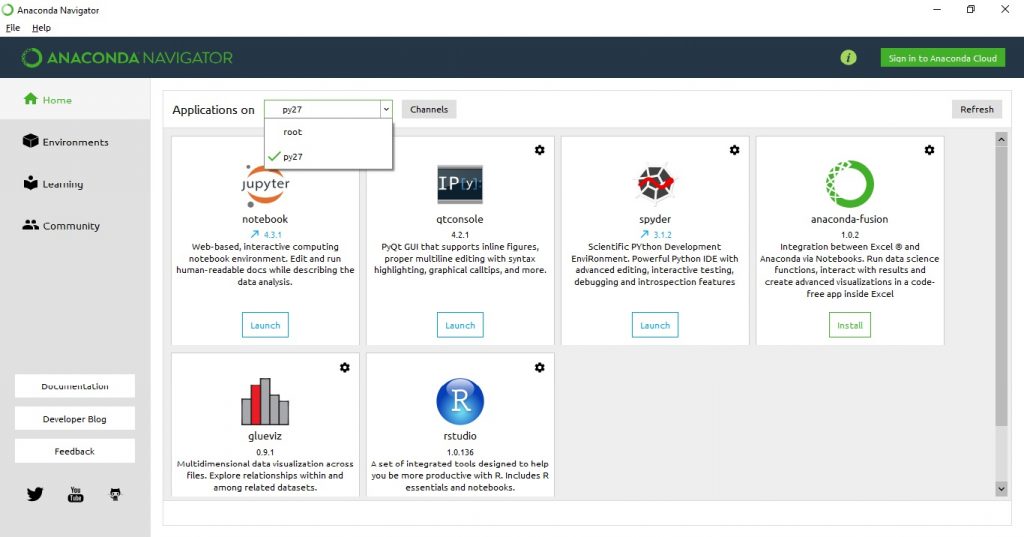 Anaconda Navigator
File Help
ANACONDA NAVIGATOR
i
Sign in to Anaconda Cloud
Home
Environments
Learning
Community
Documentation
Developer Blog
Feedback
You
Tube
Applications on py27 Channels Refresh
root
py27
jupyter
notebook
4.3.1
Web-based, interactive computing
notebook environment. Edit and run
human-readable docs while describing the
data analysis.
Launch
IP[y]:
qtconsole
4.2.1
PyQt GUI that supports inline figures,
proper multiline editing with syntax
highlighting, graphical calltips, and more.
Launch
spyder
3.1.2
Scientific PYthon Development
EnviRonment. Powerful Python IDE with
advanced editing, interactive testing,
debugging and introspection features
Launch
anaconda-fusion
1.0.2
Integration between Excel ® and
Anaconda via Notebooks. Run data science
functions, interact with results and
create advanced visualizations in a code-
free app inside Excel
Install
glueviz
0.9.1
Multidimensional data visualization across
files. Explore relationships within and
among related datasets.
R
rstudio
1.0.136
A set of integrated tools designed to help
you be more productive with R. Includes R
essentials and notebooks.